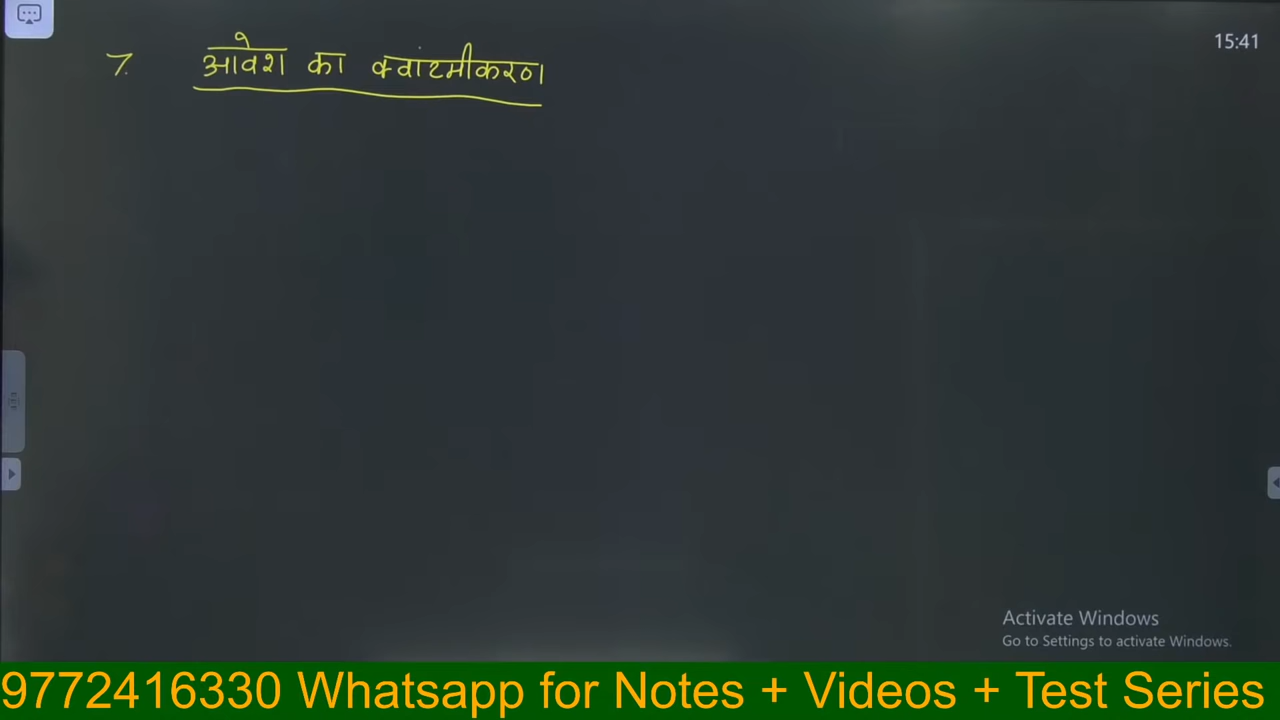 15:41
7. आवेश का क्वांटमीकरण
Activate Windows
Go to Settings to activate Windows.
9772416330 Whatsapp for Notes + Videos + Test Series